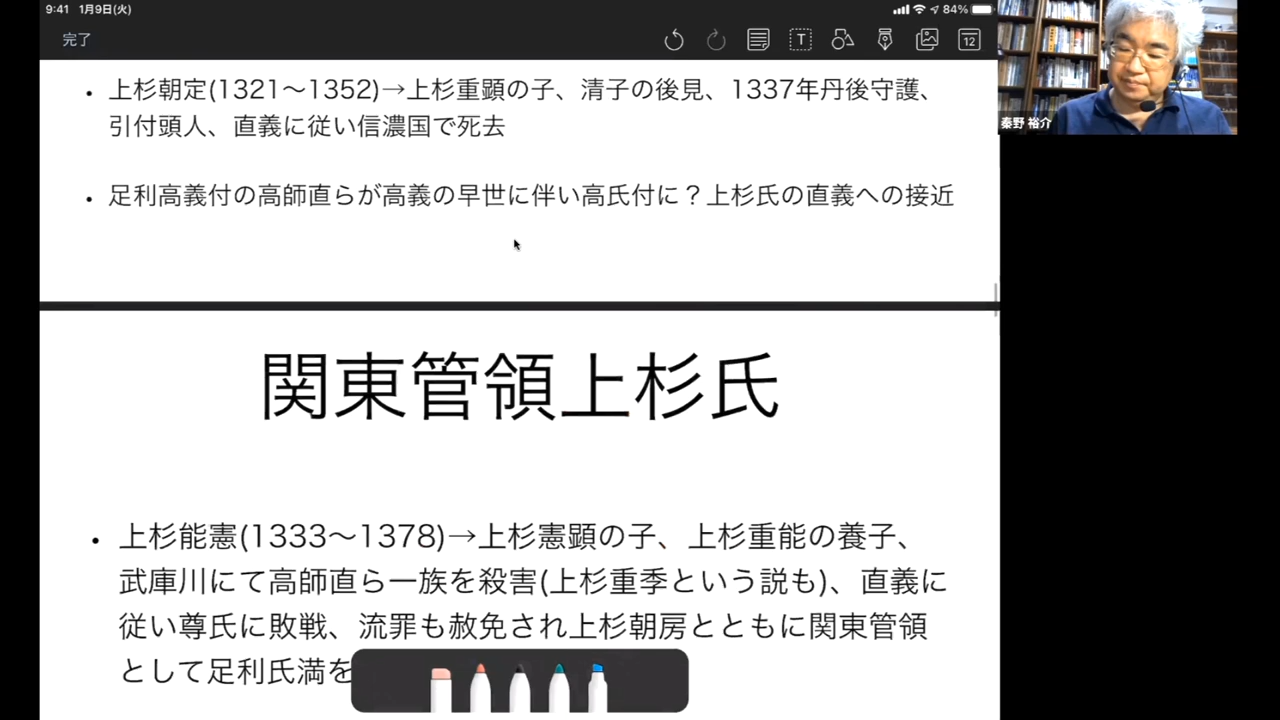 9:41 1月9日(火)
84%
完了
T
12
• 上杉朝定(1321〜1352)→上杉重顕の子、清子の後見、1337年丹後守護、
引付頭人、直義に従い信濃国で死去
• 足利高義付の高師直らが高義の早世に伴い高氏付に？上杉氏の直義への接近
秦野 裕介
関東管領上杉氏
• 上杉能憲(1333〜1378)→上杉憲顕の子、上杉重能の養子、
武庫川にて高師直ら一族を殺害(上杉重季という説も)、直義に
従い尊氏に敗戦、流罪も赦免され上杉朝房とともに関東管領
として足利氏満を